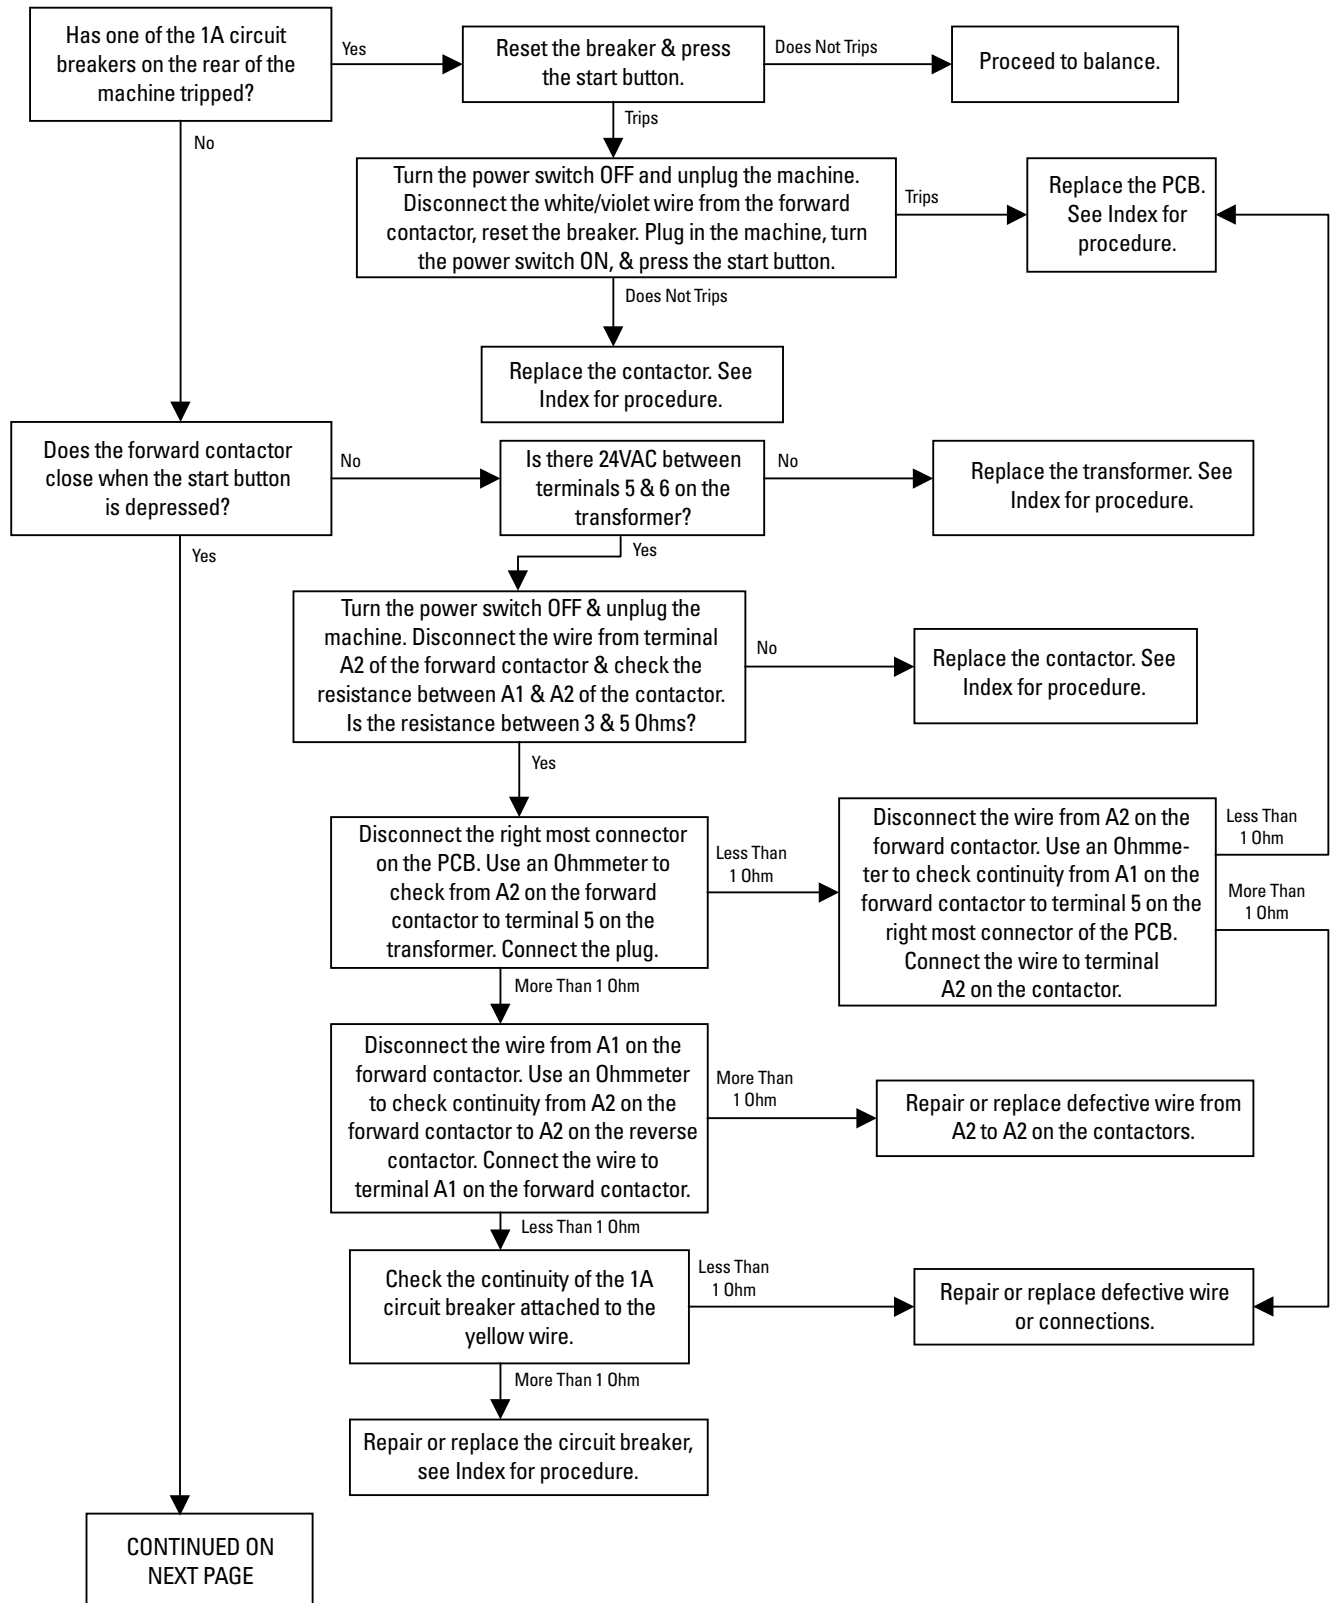 Has one of the 1A circuit
breakers on the rear of the
machine tripped?
Yes
Reset the breaker & press
the start button.
Does Not Trips
Proceed to balance.
No
Trips
Turn the power switch OFF and unplug the machine.
Disconnect the white/violet wire from the forward
contactor, reset the breaker. Plug in the machine, turn
the power switch ON, & press the start button.
Trips
Replace the PCB.
See Index for
procedure.
Does Not Trips
Replace the contactor. See
Index for procedure.
Does the forward contactor
close when the start button
is depressed?
No
Is there 24VAC between
terminals 5 & 6 on the
transformer?
No
Replace the transformer. See
Index for procedure.
Yes
Yes
Turn the power switch OFF & unplug the
machine. Disconnect the wire from terminal
A2 of the forward contactor & check the
resistance between A1 & A2 of the contactor.
Is the resistance between 3 & 5 Ohms?
No
Replace the contactor. See
Index for procedure.
Yes
Disconnect the right most connector
on the PCB. Use an Ohmmeter to
check from A2 on the forward
contactor to terminal 5 on the
transformer. Connect the plug.
Less Than
1 Ohm
Disconnect the wire from A2 on the
forward contactor. Use an Ohmme-
ter to check continuity from A1 on the
forward contactor to terminal 5 on the
right most connector of the PCB.
Connect the wire to terminal
A2 on the contactor.
Less Than
1 Ohm
More Than
1 Ohm
More Than 1 Ohm
Disconnect the wire from A1 on the
forward contactor. Use an Ohmmeter
to check continuity from A2 on the
forward contactor to A2 on the reverse
contactor. Connect the wire to
terminal A1 on the forward contactor.
More Than
1 Ohm
Repair or replace defective wire from
A2 to A2 on the contactors.
Less Than 1 Ohm
Check the continuity of the 1A
circuit breaker attached to the
yellow wire.
Less Than
1 Ohm
Repair or replace defective wire
or connections.
More Than 1 Ohm
Repair or replace the circuit breaker,
see Index for procedure.
CONTINUED ON
NEXT PAGE